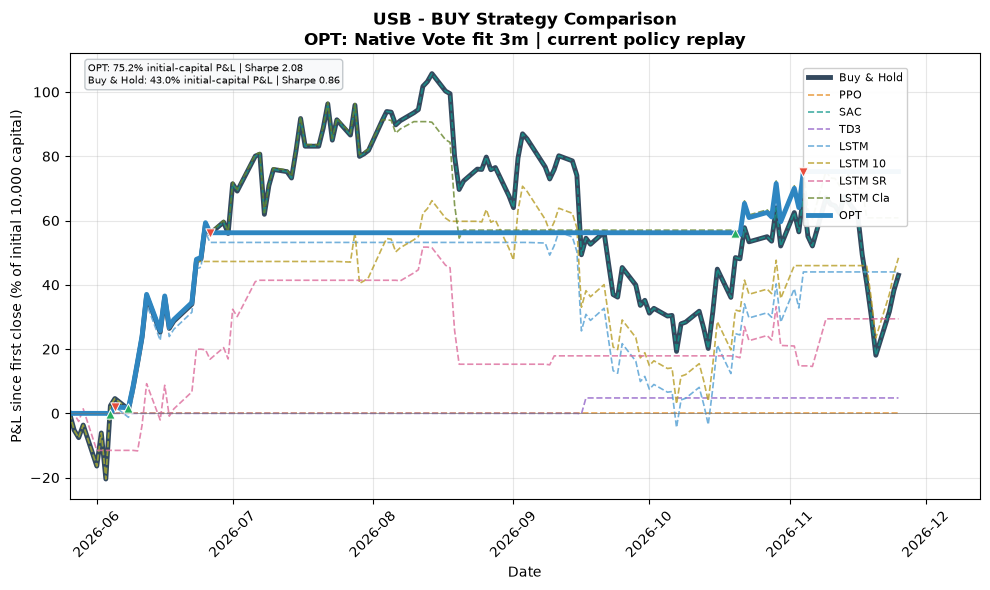 USB - BUY Strategy Comparison
OPT: Native Vote fit 3m | current policy replay
OPT: 75.2% initial-capital P&L | Sharpe 2.08
Buy & Hold: 43.0% initial-capital P&L | Sharpe 0.86
Buy & Hold
PPO
SAC
TD3
LSTM
LSTM 10
LSTM SR
LSTM Cla
OPT
P&L since first close (% of initial 10,000 capital)
100
80
60
40
20
0
−20
2026-06
2026-07
2026-08
2026-09
2026-10
2026-11
2026-12
Date